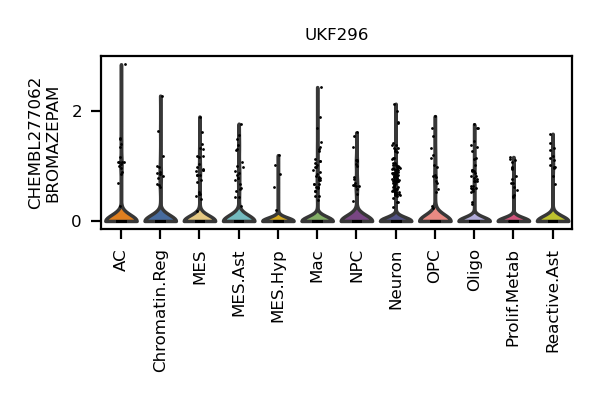 UKF296
CHEMBL277062
BROMAZEPAM
2
0
AC
Chromatin.Reg
MES
MES.Ast
MES.Hyp
Mac
NPC
Neuron
OPC
Oligo
Prolif.Metab
Reactive.Ast